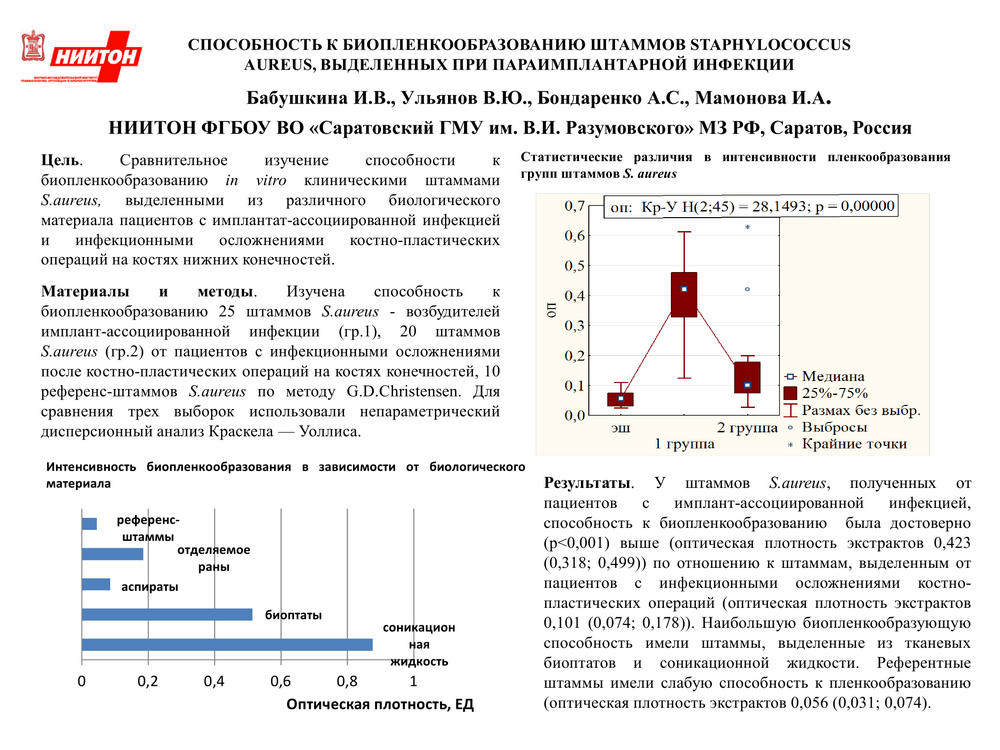 НИИТОН
СПОСОБНОСТЬ К БИОПЛЕНКООБРАЗОВАНИЮ ШТАММОВ STAPHYLOCOCCUS
AUREUS, ВЫДЕЛЕННЫХ ПРИ ПАРАИМПЛАНТАРНОЙ ИНФЕКЦИИ
Бабушкина И.В., Ульянов В.Ю., Бондаренко А.С., Мамонова И.А.
НИИТОН ФГБОУ ВО «Саратовский ГМУ им. В.И. Разумовского» МЗ РФ, Саратов, Россия
Цель. Сравнительное изучение способности к
биопленкообразованию in vitro клиническими штаммами
S.aureus, выделенными из различного биологического
материала пациентов с имплантат-ассоциированной инфекцией
и инфекционными осложнениями костно-пластических
операций на костях нижних конечностей.
Материалы и методы. Изучена способность к
биопленкообразованию 25 штаммов S.aureus - возбудителей
имплант-ассоциированной инфекции (гр.1), 20 штаммов
S.aureus (гр.2) от пациентов с инфекционными осложнениями
после костно-пластических операций на костях конечностей, 10
референс-штаммов S.aureus по методу G.D.Christensen. Для
сравнения трех выборок использовали непараметрический
дисперсионный анализ Краскела — Уоллиса.
Интенсивность биопленкообразования в зависимости от биологического
материала
референс-
штаммы
отделяемое
раны
аспираты
биоптаты
соникацион
ная
жидкость
0 0,2 0,4 0,6 0,8 1
Оптическая плотность, ЕД
Статистические различия в интенсивности пленкообразования
групп штаммов S. aureus
оп: Кр-У H(2;45) = 28,1493; p = 0,00000
0,7
0,6
0,5
0,4
0,3
0,2
0,1
0,0
оп
эш
1 группа
2 группа
Медиана
25%-75%
Размах без выбр.
Выбросы
Крайние точки
Результаты. У штаммов S.aureus, полученных от
пациентов с имплант-ассоциированной инфекцией,
способность к биопленкообразованию была достоверно
(p<0,001) выше (оптическая плотность экстрактов 0,423
(0,318; 0,499)) по отношению к штаммам, выделенным от
пациентов с инфекционными осложнениями костно-
пластических операций (оптическая плотность экстрактов
0,101 (0,074; 0,178)). Наибольшую биопленкообразующую
способность имели штаммы, выделенные из тканевых
биоптатов и соникационной жидкости. Референтные
штаммы имели слабую способность к пленкообразованию
(оптическая плотность экстрактов 0,056 (0,031; 0,074).